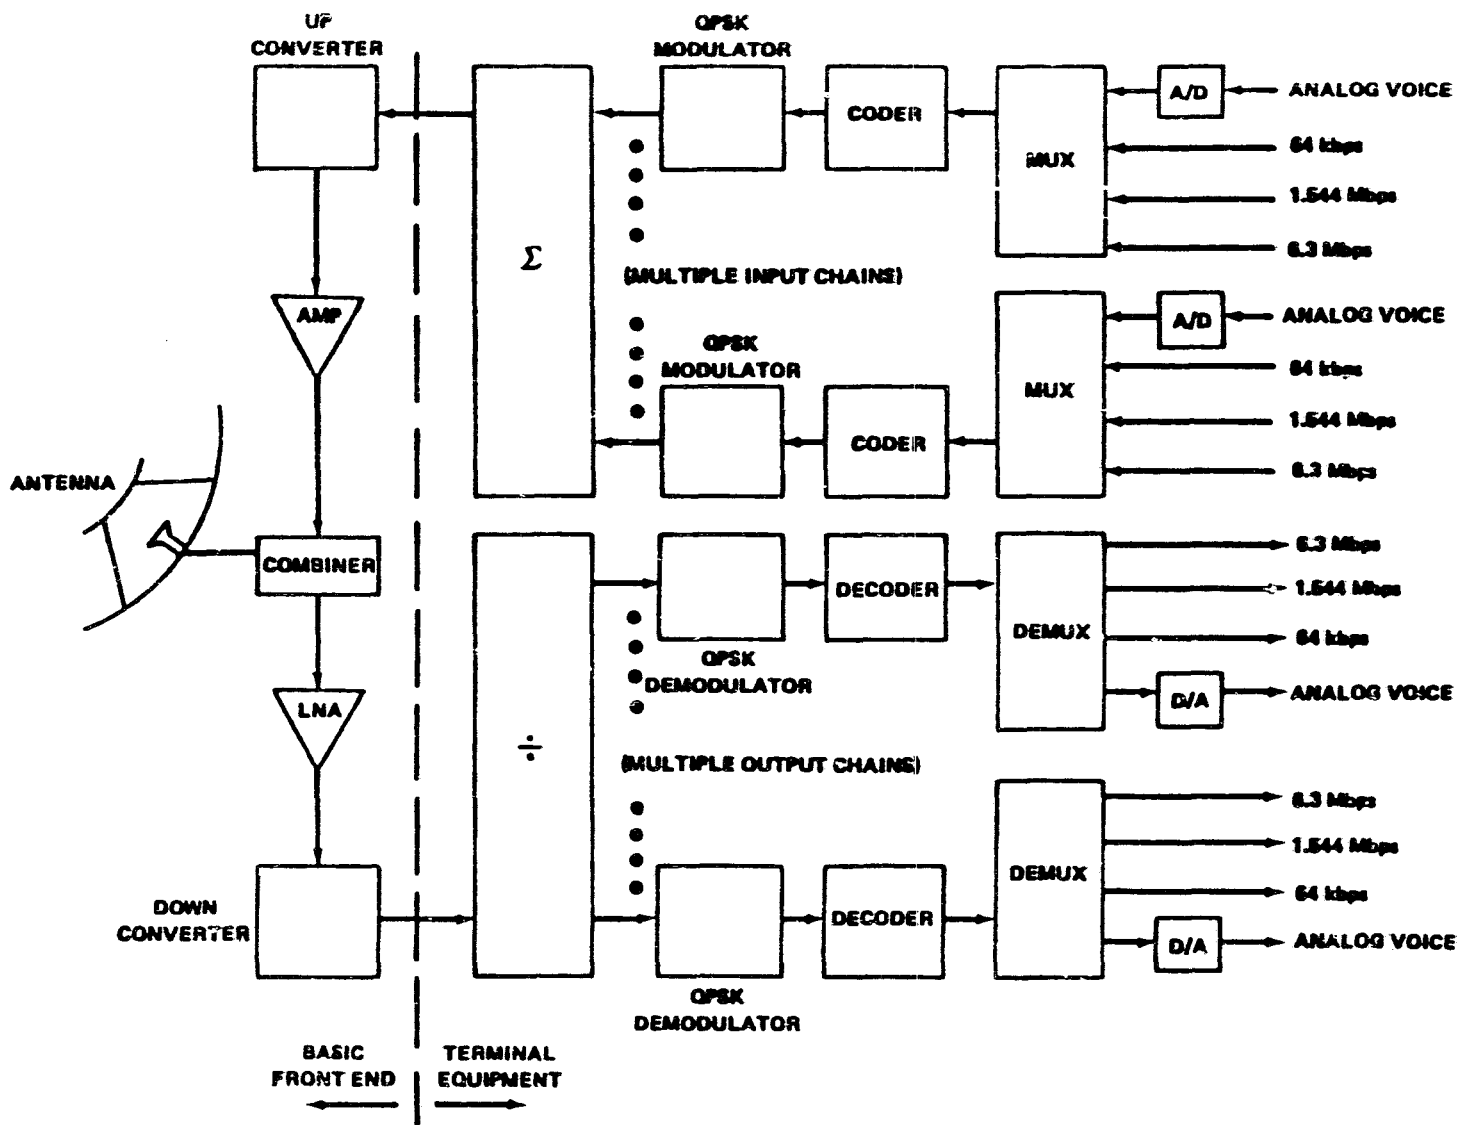 UP
CONVERTER
QPSK
MODULATOR
CODER
MUX
A/D
ANALOG VOICE
64 kbps
1.544 Mbps
6.3 Mbps
Σ
(MULTIPLE INPUT CHAINS)
AMP
QPSK
MODULATOR
CODER
MUX
A/D
ANALOG VOICE
64 kbps
1.544 Mbps
6.3 Mbps
ANTENNA
COMBINER
LNA
÷
DECODER
QPSK
DEMODULATOR
DEMUX
6.3 Mbps
1.544 Mbps
64 kbps
D/A
ANALOG VOICE
(MULTIPLE OUTPUT CHAINS)
DOWN
CONVERTER
DECODER
QPSK
DEMODULATOR
DEMUX
6.3 Mbps
1.544 Mbps
64 kbps
D/A
ANALOG VOICE
BASIC
FRONT END
TERMINAL
EQUIPMENT